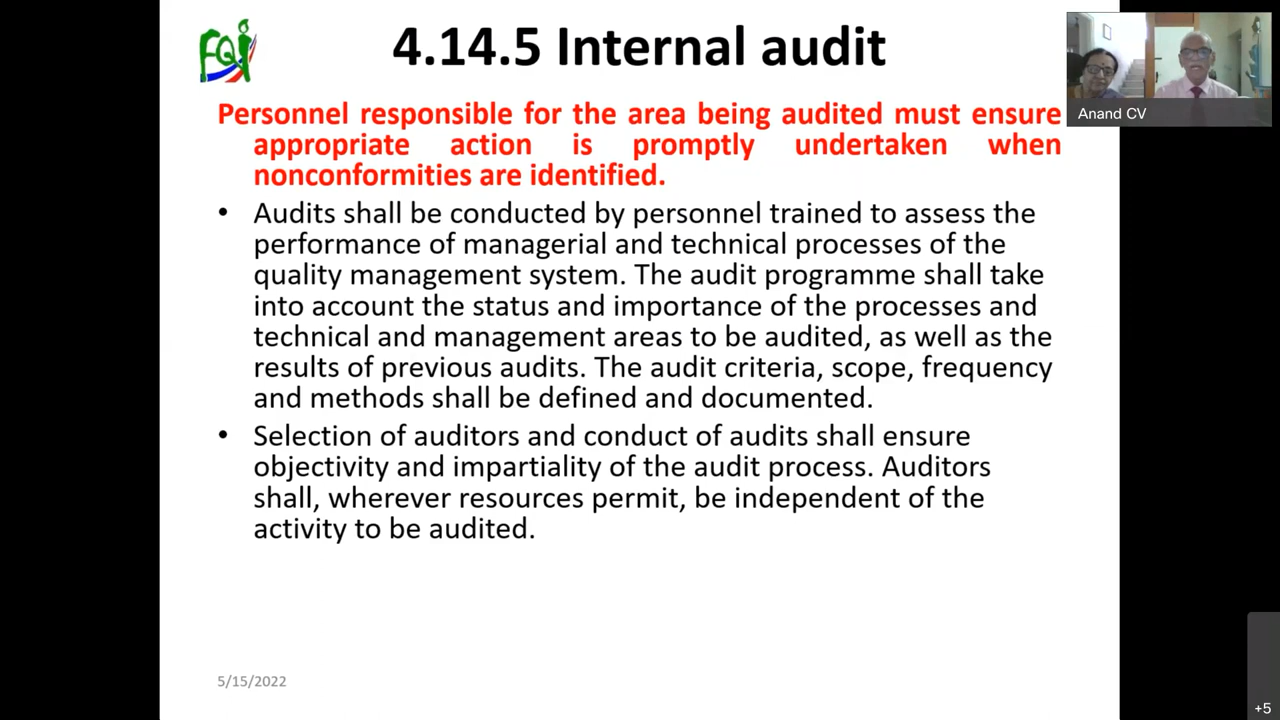 FQI
4.14.5 Internal audit
Anand CV
Personnel responsible for the area being audited must ensure
appropriate action is promptly undertaken when
nonconformities are identified.
• Audits shall be conducted by personnel trained to assess the
performance of managerial and technical processes of the
quality management system. The audit programme shall take
into account the status and importance of the processes and
technical and management areas to be audited, as well as the
results of previous audits. The audit criteria, scope, frequency
and methods shall be defined and documented.
• Selection of auditors and conduct of audits shall ensure
objectivity and impartiality of the audit process. Auditors
shall, wherever resources permit, be independent of the
activity to be audited.
5/15/2022
+5